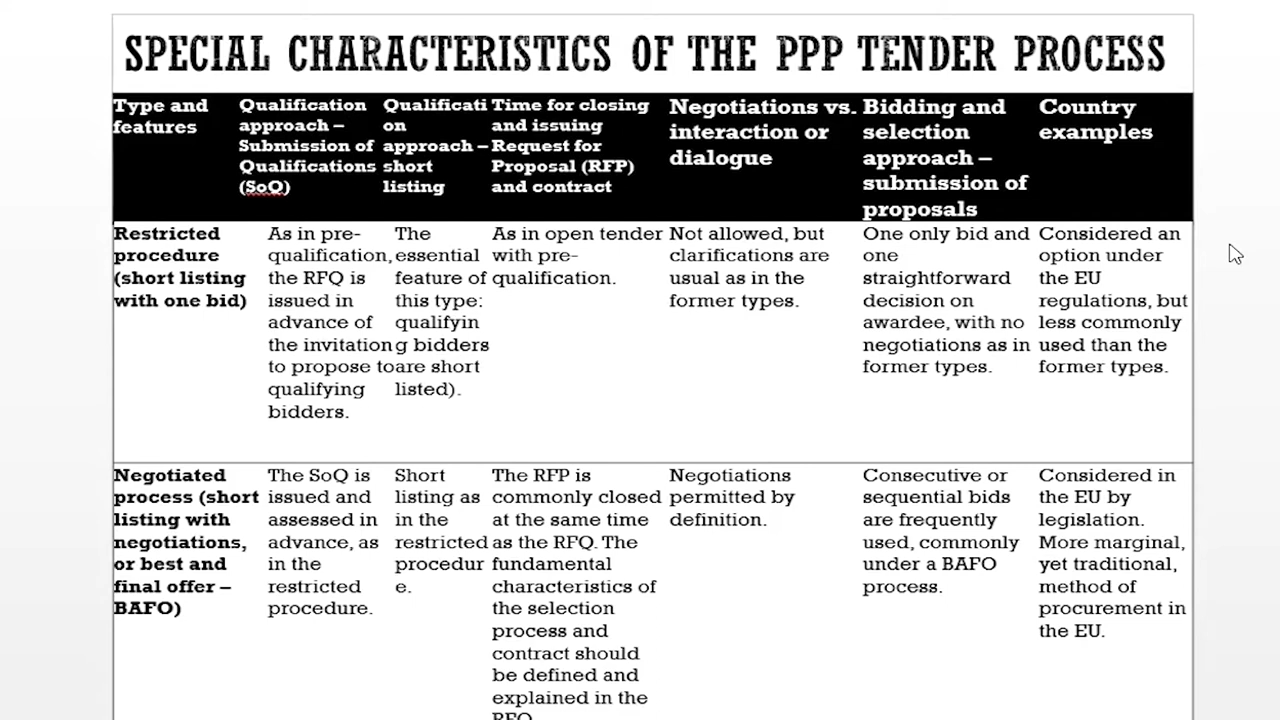 SPECIAL CHARACTERISTICS OF THE PPP TENDER PROCESS
Type and
features
Qualification
approach –
Submission of
Qualifications
(SoQ)
Qualificati
on
approach –
short
listing
Time for closing
and issuing
Request for
Proposal (RFP)
and contract
Negotiations vs.
interaction or
dialogue
Bidding and
selection
approach –
submission of
proposals
Country
examples
Restricted
procedure
(short listing
with one bid)
As in pre-
qualification,
the RFQ is
issued in
advance of
the invitation
to propose to
qualifying
bidders.
The
essential
feature of
this type:
qualifyin
g bidders
are short
listed).
As in open tender
with pre-
qualification.
Not allowed, but
clarifications are
usual as in the
former types.
One only bid and
one
straightforward
decision on
awardee, with no
negotiations as in
former types.
Considered an
option under
the EU
regulations, but
less commonly
used than the
former types.
Negotiated
process (short
listing with
negotiations,
or best and
final offer –
BAFO)
The SoQ is
issued and
assessed in
advance, as
in the
restricted
procedure.
Short
listing as
in the
restricted
procedur
e.
The RFP is
commonly closed
at the same time
as the RFQ. The
fundamental
characteristics of
the selection
process and
contract should
be defined and
explained in the
RFQ
Negotiations
permitted by
definition.
Consecutive or
sequential bids
are frequently
used, commonly
under a BAFO
process.
Considered in
the EU by
legislation.
More marginal,
yet traditional,
method of
procurement in
the EU.